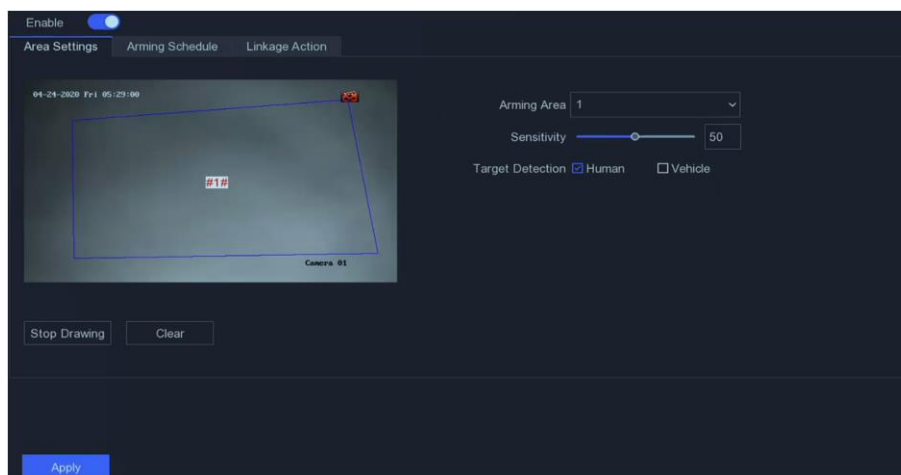 Enable
Area Settings Arming Schedule Linkage Action
04-24-2020 Fri 05:29:00
Arming Area 1
Sensitivity 50
Target Detection Human Vehicle
#1#
Camera 01
Stop Drawing Clear
Apply